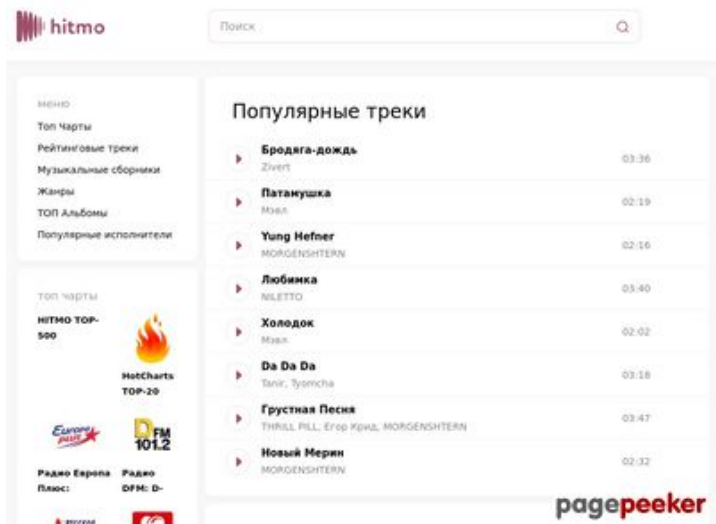 hitmo
Поиск
меню
Топ Чарты
Рейтинговые треки
Музыкальные сборники
Жанры
ТОП Альбомы
Популярные исполнители
топ чарты
HITMO TOP-
500
HotCharts
TOP-20
Europa
plus
DFM
101.2
Радио Европа
Плюс:
Радио
DFM: D-
Популярные треки
Бродяга-дождь
Zivert
03:36
Патамушка
Мэвл
02:19
Yung Hefner
MORGENSHTERN
02:16
Любимка
NILETTO
03:40
Холодок
Мэвл
02:02
Da Da Da
Tanir, Tyomcha
03:18
Грустная Песня
THRILL PILL, Егор Крид, MORGENSHTERN
03:47
Новый Мерин
MORGENSHTERN
02:32
pagepeeker